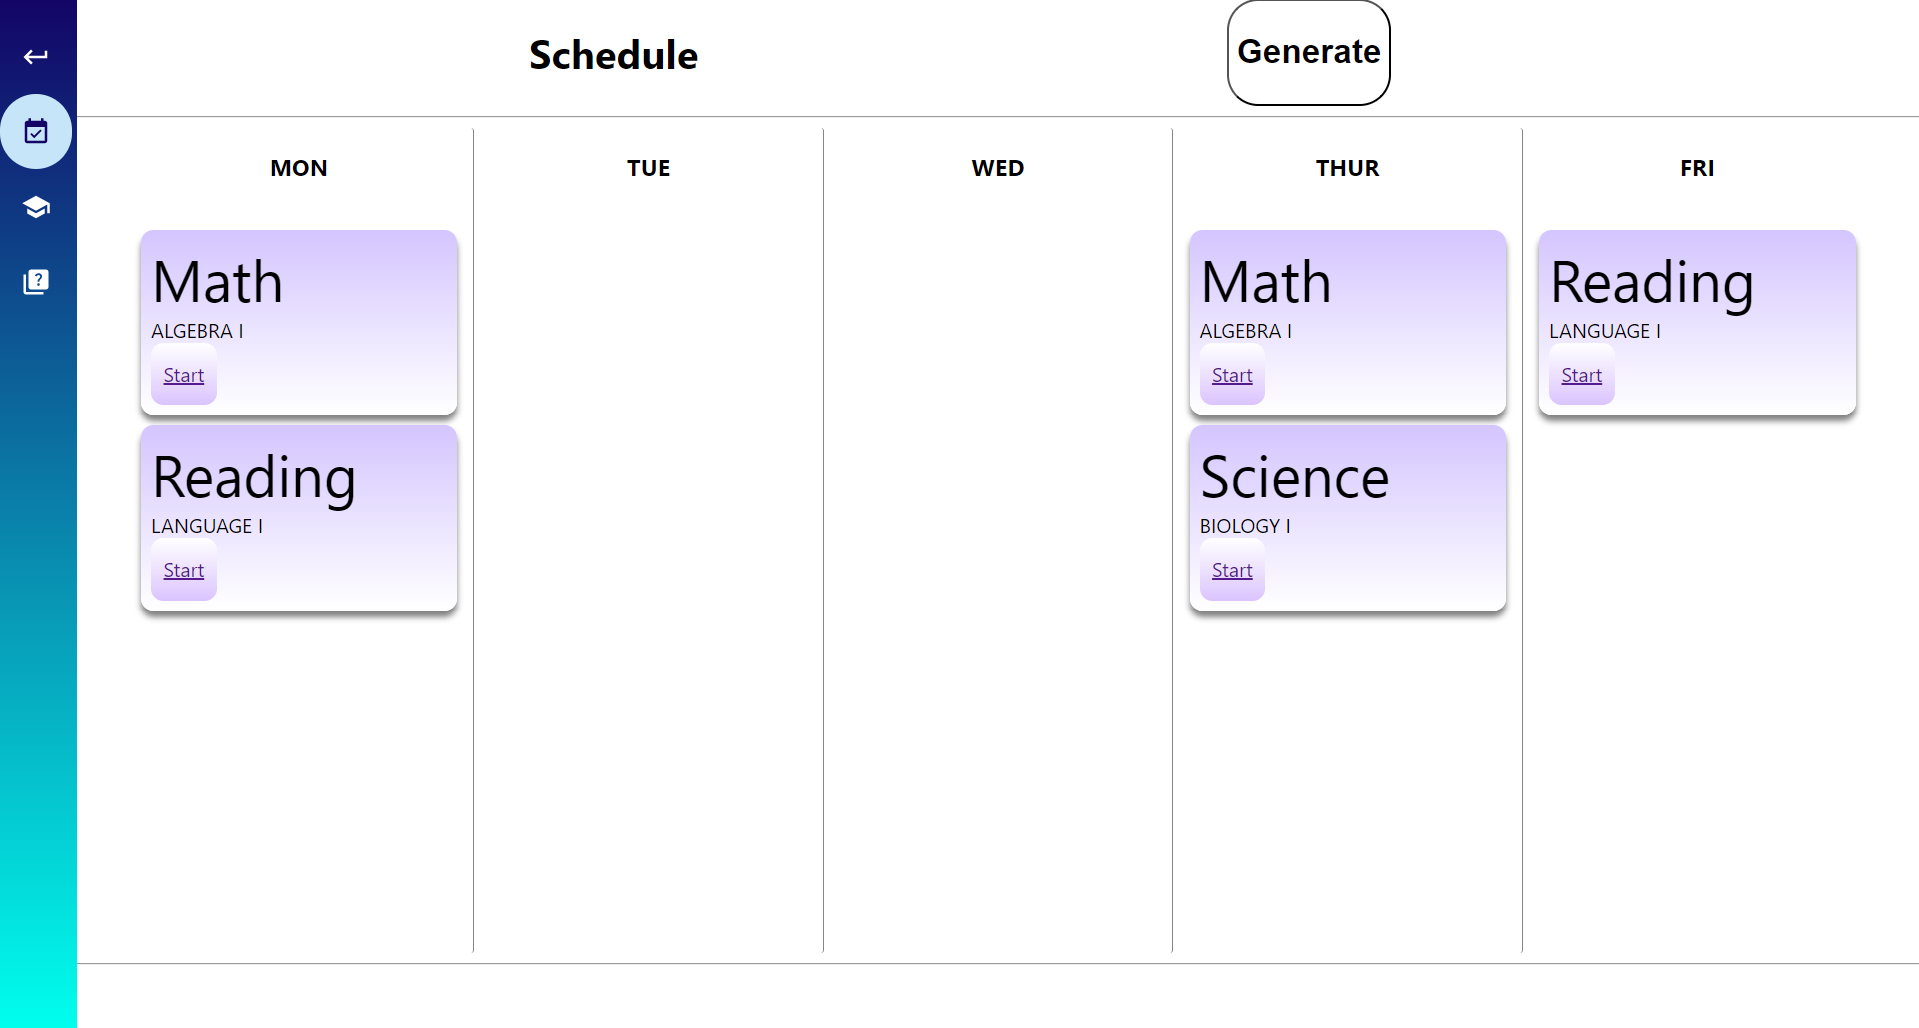 Schedule
Generate
MON
TUE
WED
THUR
FRI
Math
ALGEBRA I
Start
Reading
LANGUAGE I
Start
Math
ALGEBRA I
Start
Science
BIOLOGY I
Start
Reading
LANGUAGE I
Start